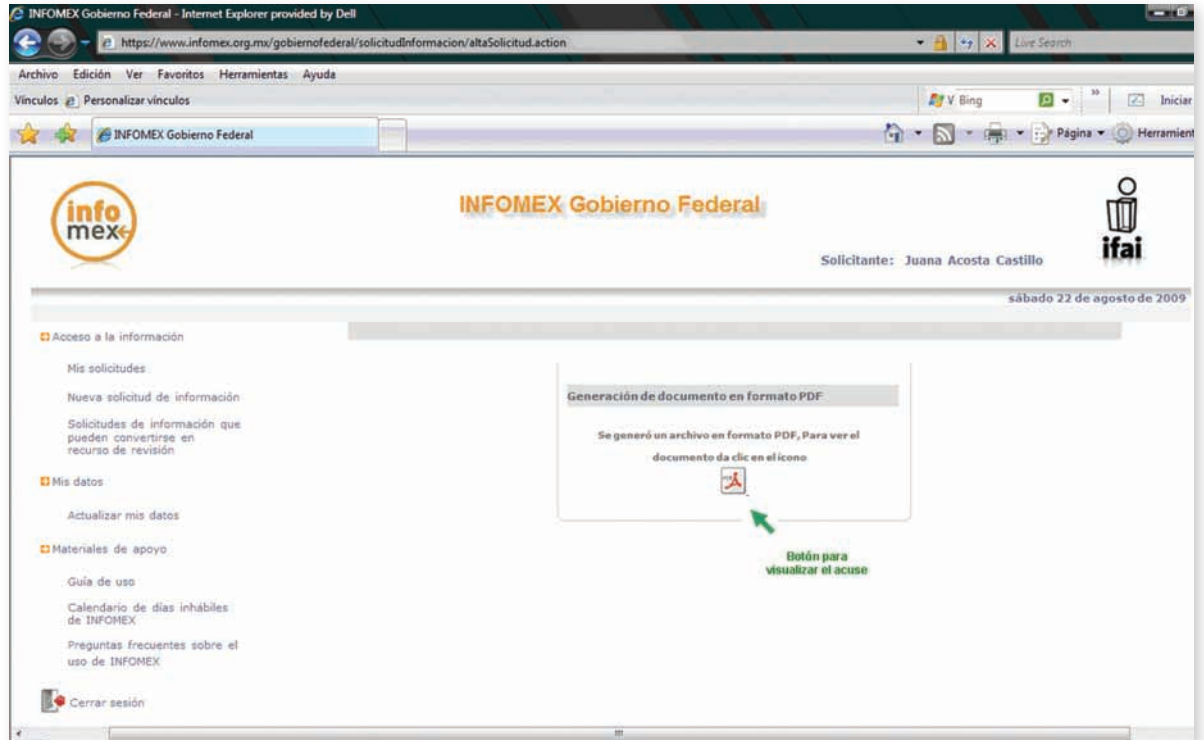 INFOMEX Gobierno Federal - Internet Explorer provided by Dell
https://www.infomex.org.mx/gobiernofederal/solicitudInformacion/altaSolicitud.action
Live Search
Archivo Edición Ver Favoritos Herramientas Ayuda
Vínculos Personalizar vínculos
V Bing
Iniciar
INFOMEX Gobierno Federal
Página
Herramient
info
mex
INFOMEX Gobierno Federal
ifai
Solicitante: Juana Acosta Castillo
sábado 22 de agosto de 2009
Acceso a la información
Mis solicitudes
Nueva solicitud de información
Solicitudes de información que
pueden convertirse en
recurso de revisión
Mis datos
Actualizar mis datos
Materiales de apoyo
Guía de uso
Calendario de días inhábiles
de INFOMEX
Preguntas frecuentes sobre el
uso de INFOMEX
Cerrar sesión
Generación de documento en formato PDF
Se generó un archivo en formato PDF, Para ver el
documento da clic en el ícono
Botón para
visualizar el acuse